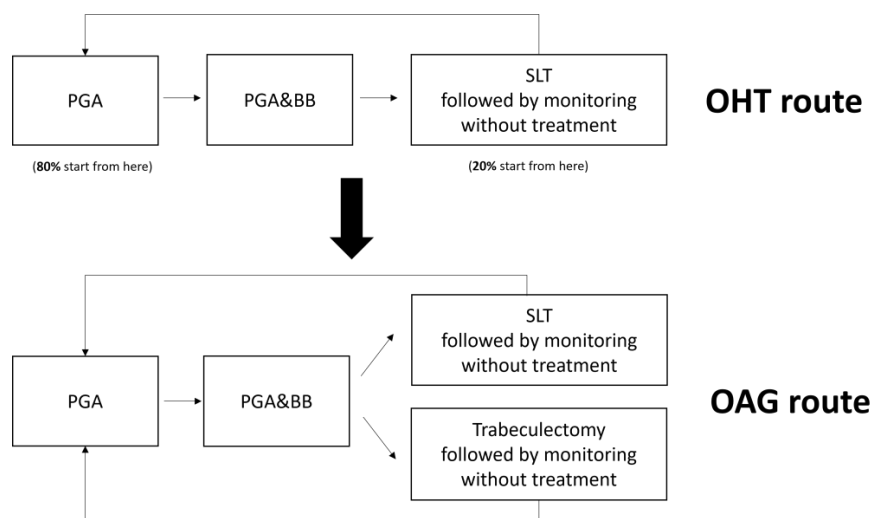 PGA
PGA&BB
SLT
followed by monitoring
without treatment
OHT route
(80% start from here)
(20% start from here)
PGA
PGA&BB
SLT
followed by monitoring
without treatment
OAG route
Trabeculectomy
followed by monitoring
without treatment